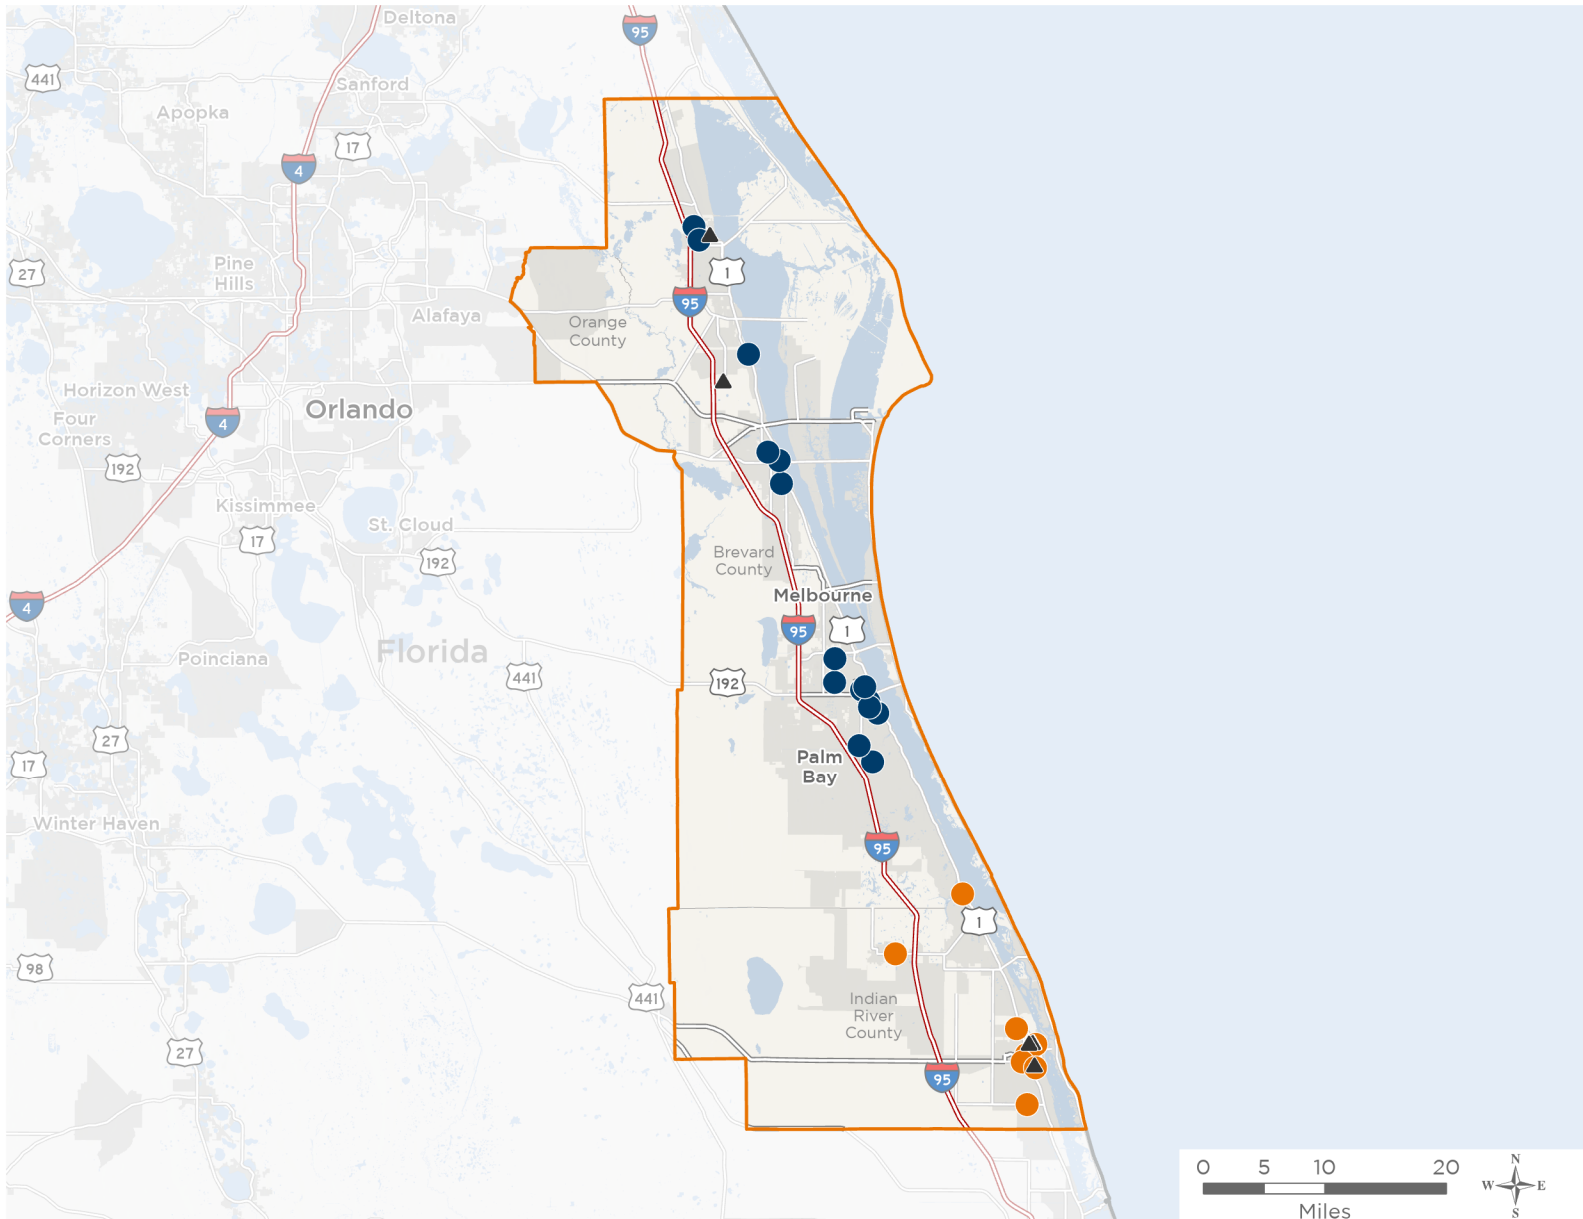 Deltona
95
441
Sanford
Apopka
17
4
27
Pine
Hills
1
95
Alafaya
Orange
County
Horizon West
Orlando
Four
Corners
4
192
Kissimmee
St. Cloud
17
192
Brevard
County
4
Melbourne
95
1
Florida
Poinciana
441
192
27
17
Palm
Bay
Winter Haven
95
1
98
441
Indian
River
County
27
95
0 5 10 20
Miles
N
W E
S